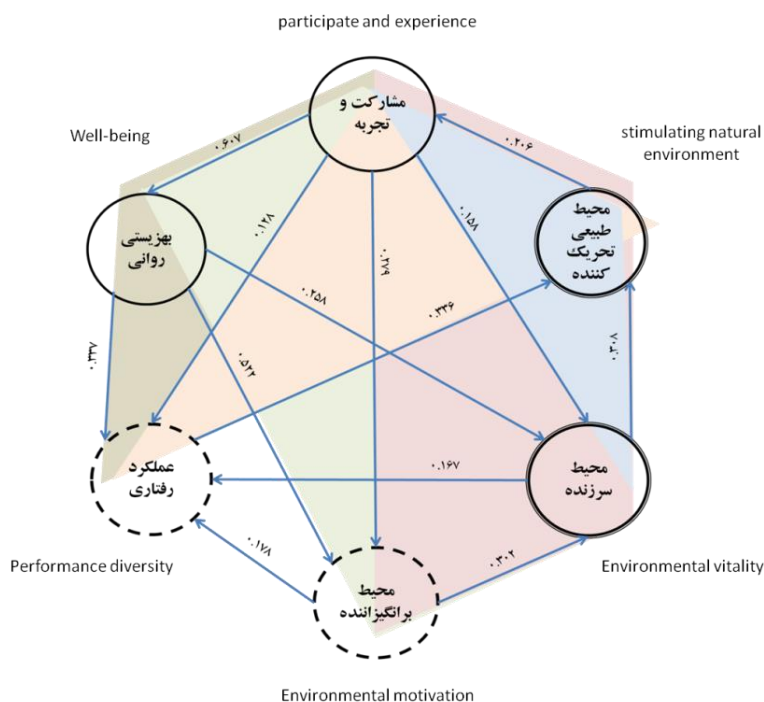 participate and experience
مشارکت و
تجربه
Well-being
stimulating natural
environment
۰.۶۰۷
۰.۲۰۶
محیط
طبیعی
تحریک
کننده
بهزیستی
روانی
۰.۱۲۸
۰.۱۵۸
۰.۲۷۹
۰.۲۵۸
۰.۳۳۶
۰.۳۳۷
۰.۵۲۲
۰.۳۰۸
عملکرد
رفتاری
۰.۱۶۷
محیط
سرزنده
Performance diversity
۰.۱۷۸
۰.۳۰۲
Environmental vitality
محیط
برانگیزاننده
Environmental motivation